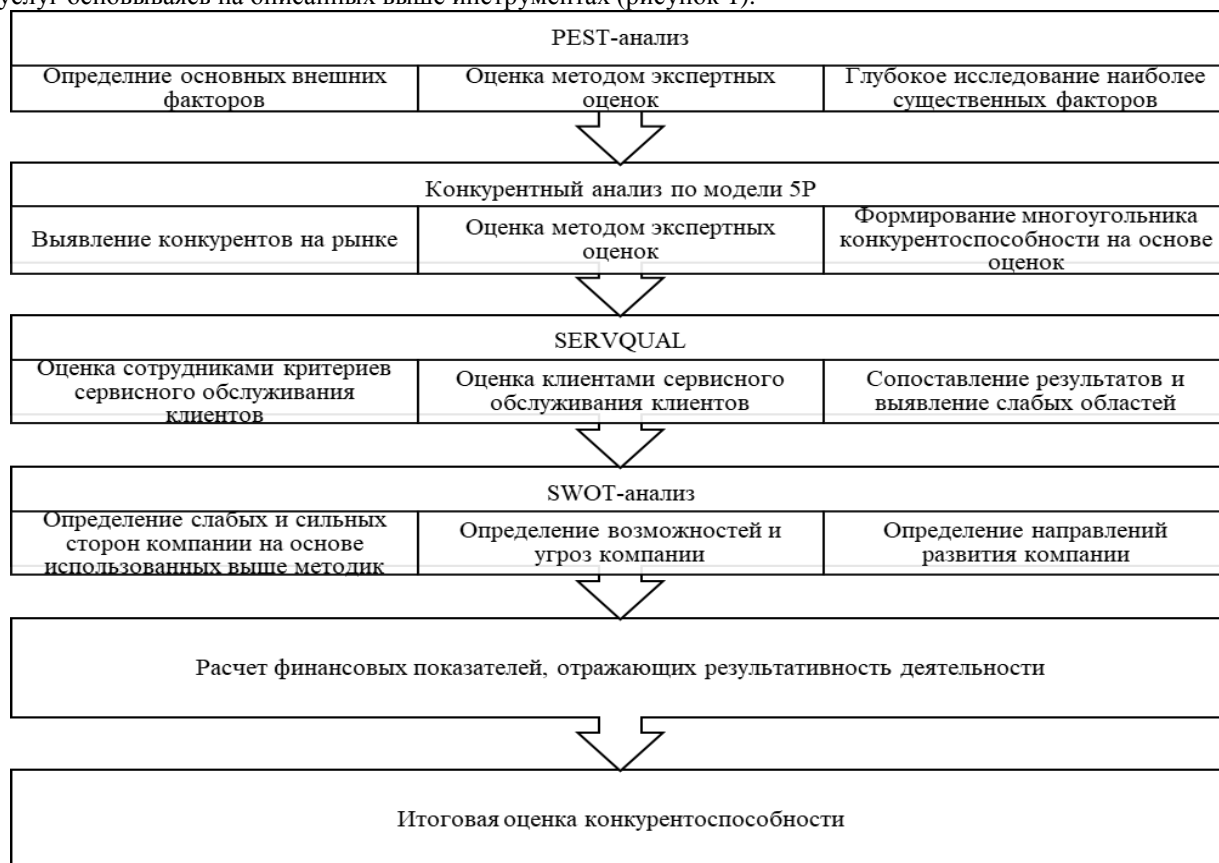 услуг основываясь на описанных выше инструментах (рисунок 1).
PEST-анализ
Определние основных внешних
факторов
Оценка методом экспертных
оценок
Глубокое исследование наиболее
существенных факторов
Конкурентный анализ по модели 5P
Выявление конкурентов на рынке
Оценка методом экспертных
оценок
Формирование многоугольника
конкурентоспособности на основе
оценок
SERVQUAL
Оценка сотрудниками критериев
сервисного обслуживания
клиентов
Оценка клиентами сервисного
обслуживания клиентов
Сопоставление результатов и
выявление слабых областей
SWOT-анализ
Определение слабых и сильных
сторон компании на основе
использованных выше методик
Определение возможностей и
угроз компании
Определение направлений
развития компании
Расчет финансовых показателей, отражающих результативность деятельности
Итоговая оценка конкурентоспособности